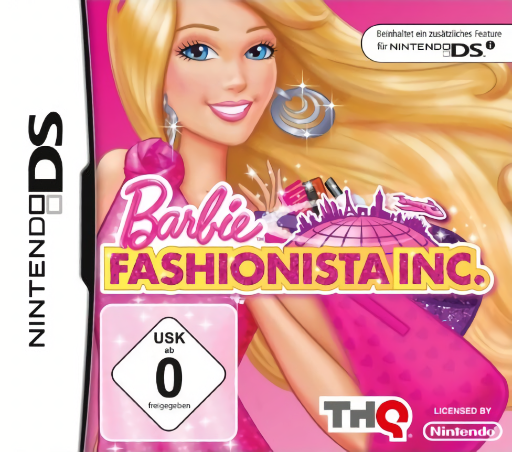 Beinhaltet ein zusätzliches Feature
für NINTENDO DS i
NINTENDO DS
Barbie™
FASHIONISTA INC.
USK
ab
0
freigegeben
THQ®
LICENSED BY
Nintendo®